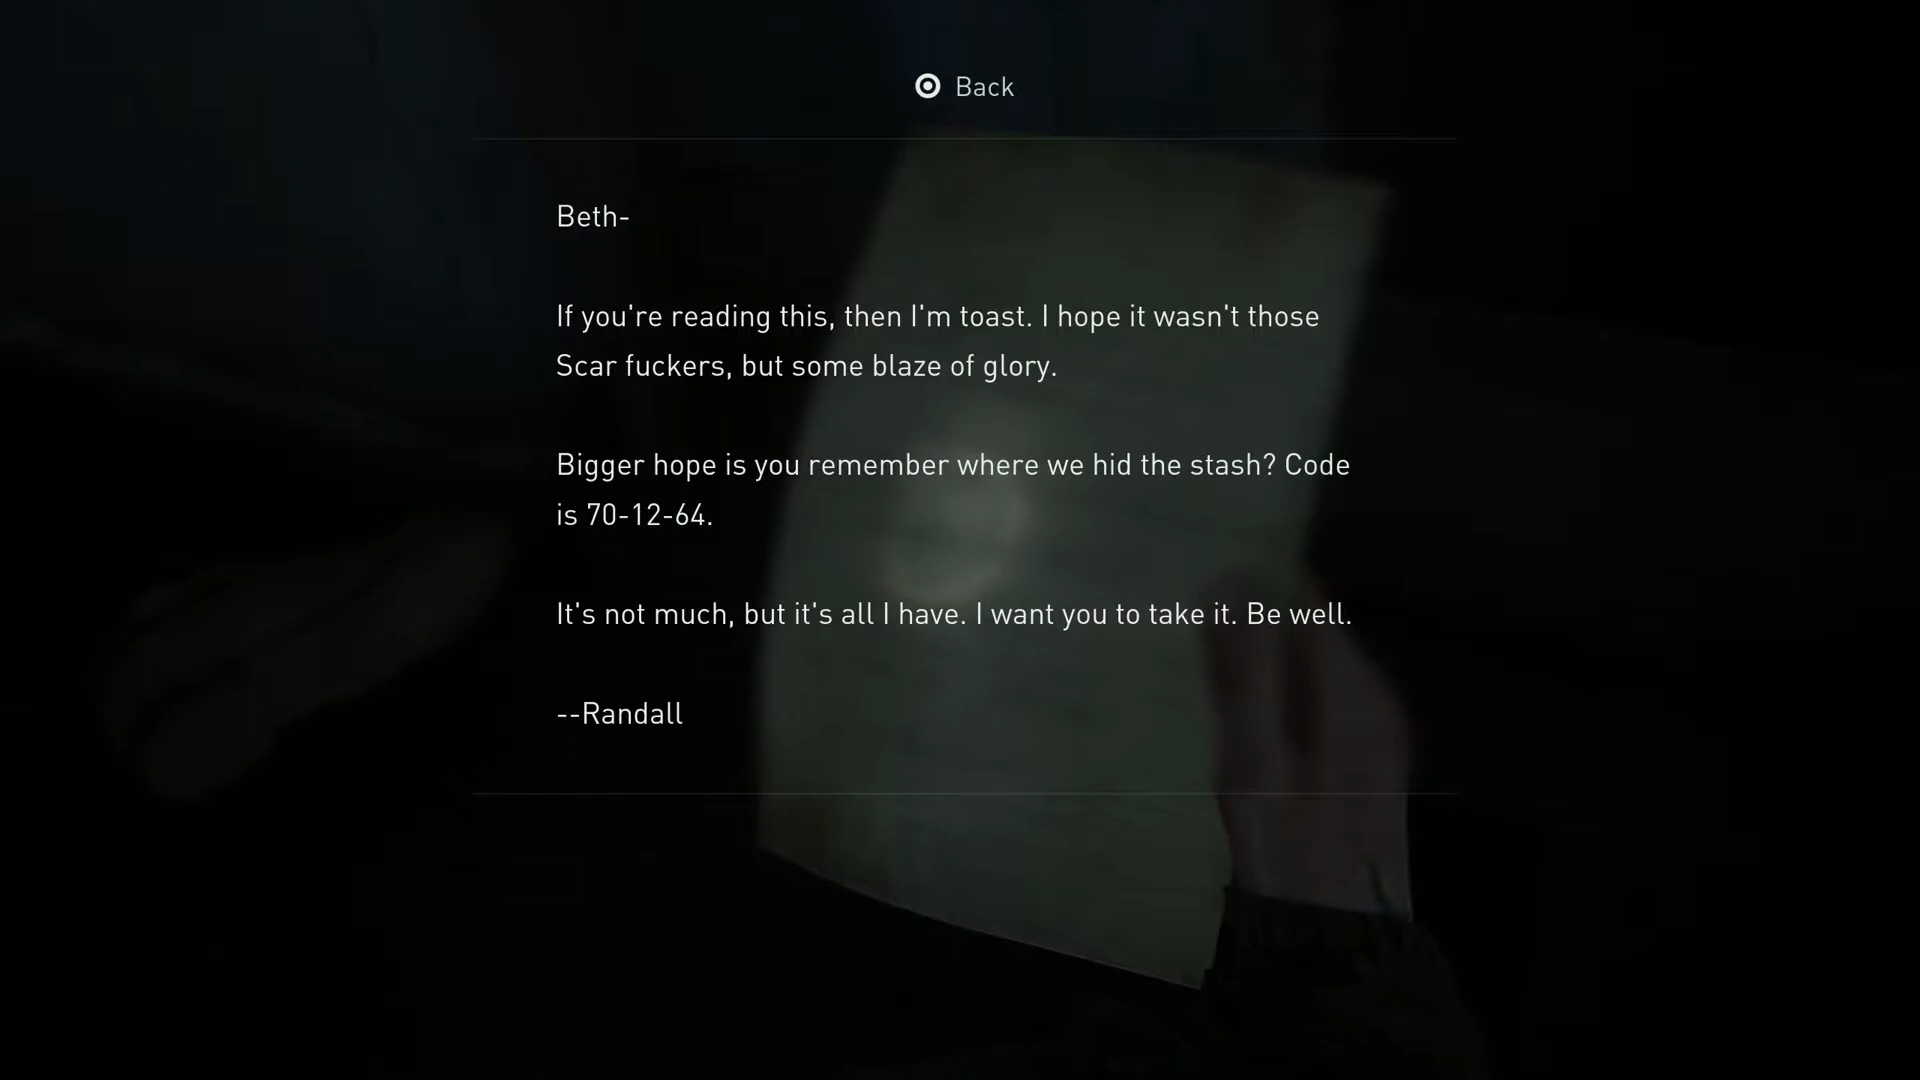 Back
Beth-
If you're reading this, then I'm toast. I hope it wasn't those
Scar fuckers, but some blaze of glory.
Bigger hope is you remember where we hid the stash? Code
is 70-12-64.
It's not much, but it's all I have. I want you to take it. Be well.
--Randall